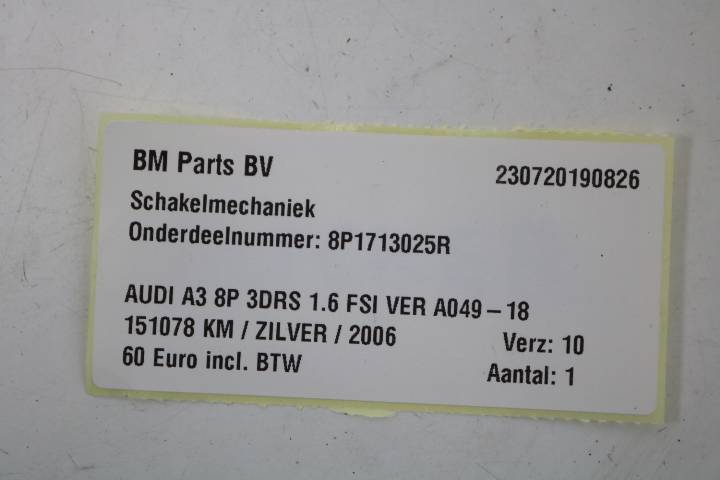 BM Parts BV 230720190826
Schakelmechaniek
Onderdeelnummer: 8P1713025R
AUDI A3 8P 3DRS 1.6 FSI VER A049 – 18
151078 KM / ZILVER / 2006 Verz: 10
60 Euro incl. BTW Aantal: 1